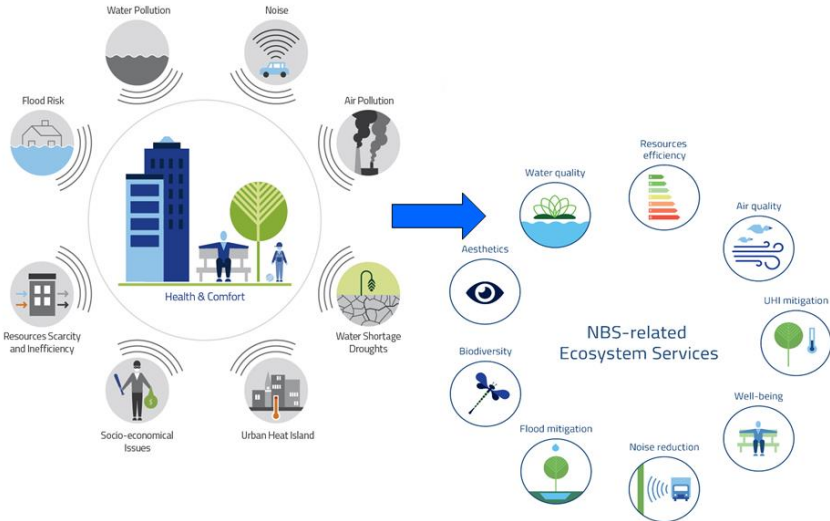 Water Pollution
Noise
Flood Risk
Air Pollution
Health & Comfort
Resources Scarcity
and Inefficiency
Water Shortage
Droughts
Socio-economical
Issues
Urban Heat Island
Resources
efficiency
Water quality
Air quality
Aesthetics
UHI mitigation
NBS-related
Ecosystem Services
Biodiversity
Well-being
Flood mitigation
Noise reduction